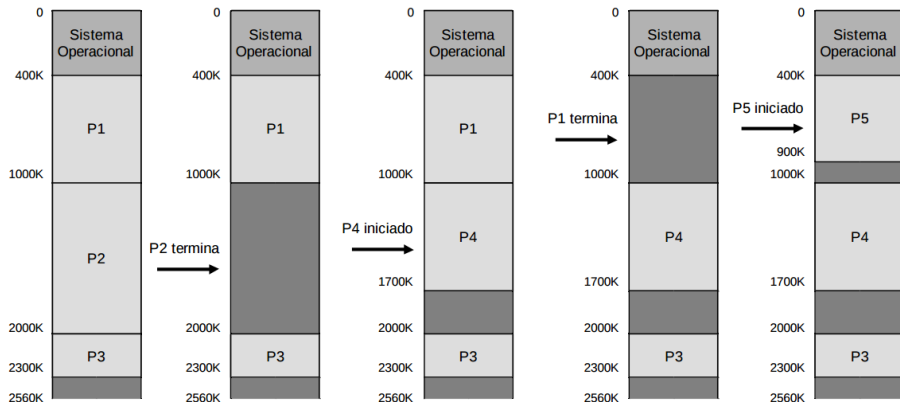 0
Sistema
Operacional
400K
P1
1000K
P2
2000K
P3
2300K
2560K
P2 termina
0
Sistema
Operacional
400K
P1
1000K
2000K
P3
2300K
2560K
P4 iniciado
0
Sistema
Operacional
400K
P1
1000K
P4
1700K
2000K
P3
2300K
2560K
P1 termina
0
Sistema
Operacional
400K
1000K
P4
1700K
2000K
P3
2300K
2560K
P5 iniciado
0
Sistema
Operacional
400K
P5
900K
1000K
P4
1700K
2000K
P3
2300K
2560K